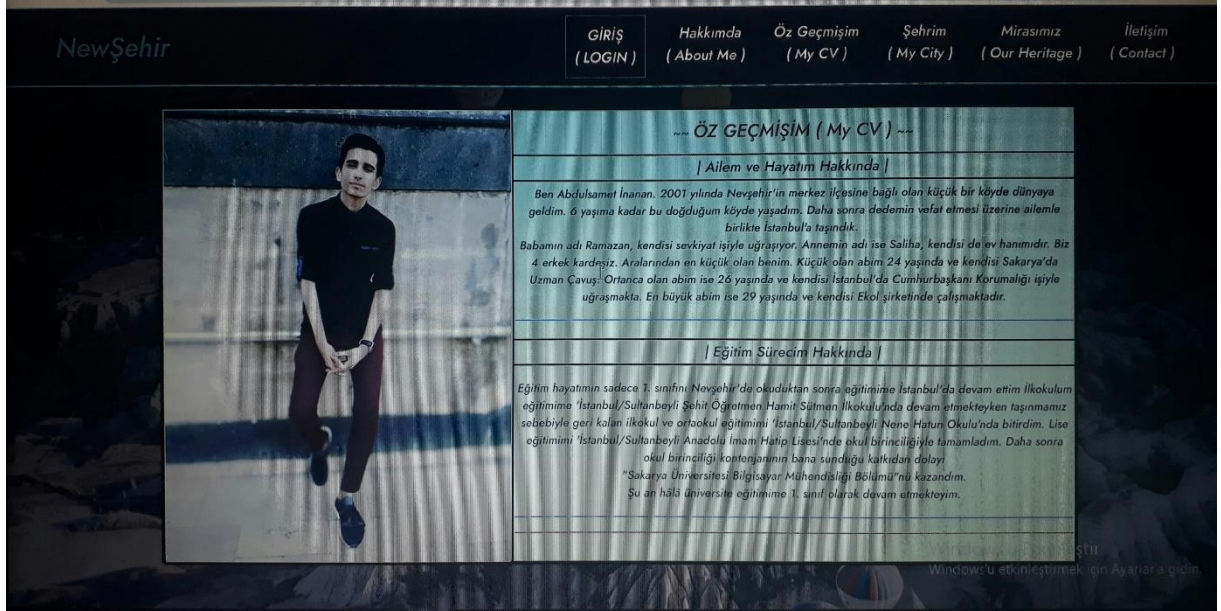 NewŞehir
GİRİŞ
( LOGIN )
Hakkımda
( About Me )
Öz Geçmişim
( My CV )
Şehrim
( My City )
Mirasımız
( Our Heritage )
İletişim
( Contact )
~~ ÖZ GEÇMİŞİM ( My CV ) ~~
| Ailem ve Hayatım Hakkında |
Ben Abdulsamet İnanan. 2001 yılında Nevşehir'in merkez ilçesine bağlı olan küçük bir köyde dünyaya
geldim. 6 yaşıma kadar bu doğduğum köyde yaşadım. Daha sonra dedemin vefat etmesi üzerine ailemle
birlikte İstanbul'a taşındık.
Babamın adı Ramazan, kendisi sevkiyat işiyle uğraşıyor. Annemin adı ise Saliha, kendisi de ev hanımıdır. Biz
4 erkek kardeşiz. Aralarından en küçük olan benim. Küçük olan abim 24 yaşında ve kendisi Sakarya'da
Uzman Çavuş. Ortanca olan abim ise 26 yaşında ve kendisi İstanbul'da Cumhurbaşkanı Korumalığı işiyle
uğraşmakta. En büyük abim ise 29 yaşında ve kendisi Ekol şirketinde çalışmaktadır.
| Eğitim Sürecim Hakkında |
Eğitim hayatımın sadece 1. sınıfını Nevşehir'de okuduktan sonra eğitimime İstanbul'da devam ettim İlkokulum
eğitimime 'İstanbul/Sultanbeyli Şehit Öğretmen Hamit Sütmen İlkokulu'nda devam etmekteyken taşınmamız
sebebiyle geri kalan ilkokul ve ortaokul eğitimimi 'İstanbul/Sultanbeyli Nene Hatun Okulu'nda bitirdim. Lise
eğitimimi 'İstanbul/Sultanbeyli Anadolu İmam Hatip Lisesi'nde okul birinciliğiyle tamamladım. Daha sonra
okul birinciliği kontenjanının bana sunduğu katkıdan dolayı
"Sakarya Üniversitesi Bilgisayar Mühendisliği Bölümü"nü kazandım.
Şu an hâlâ üniversite eğitimime 1. sınıf olarak devam etmekteyim.
Windows'u etkinleştirmek için Ayarlar'a gidin.